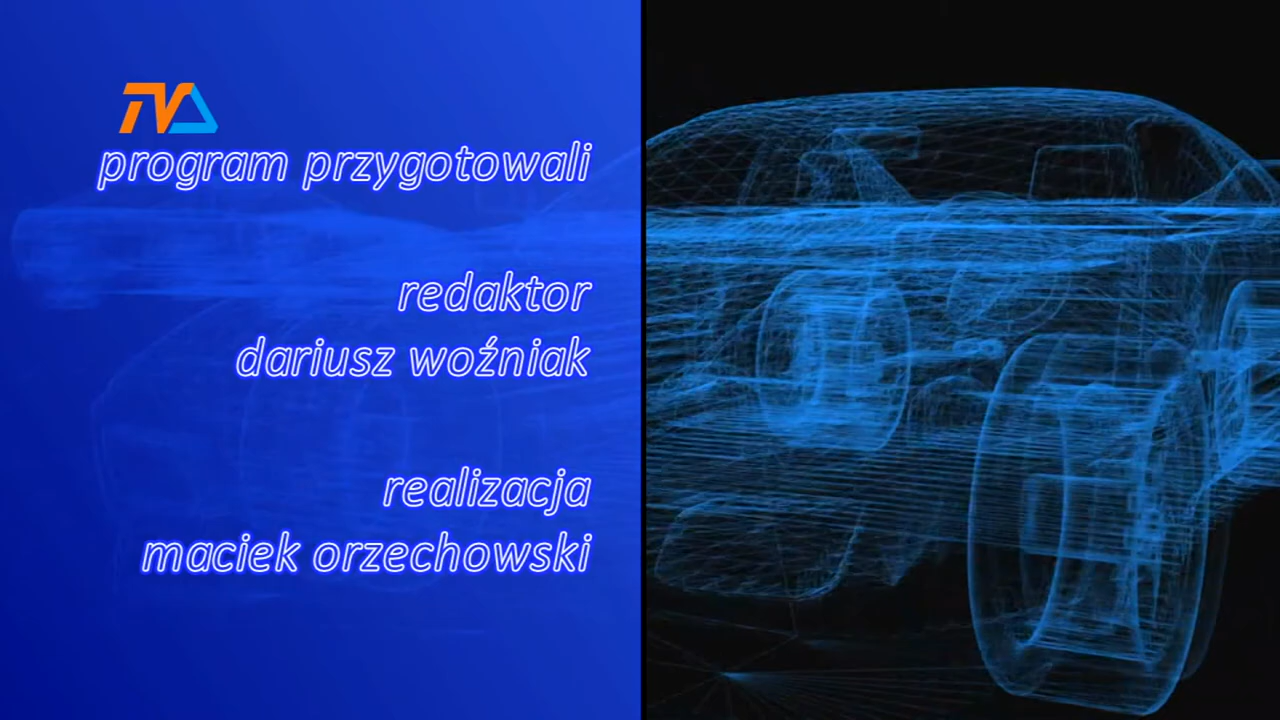 TVA
program przygotowali
redaktor
dariusz woźniak
realizacja
maciek orzechowski